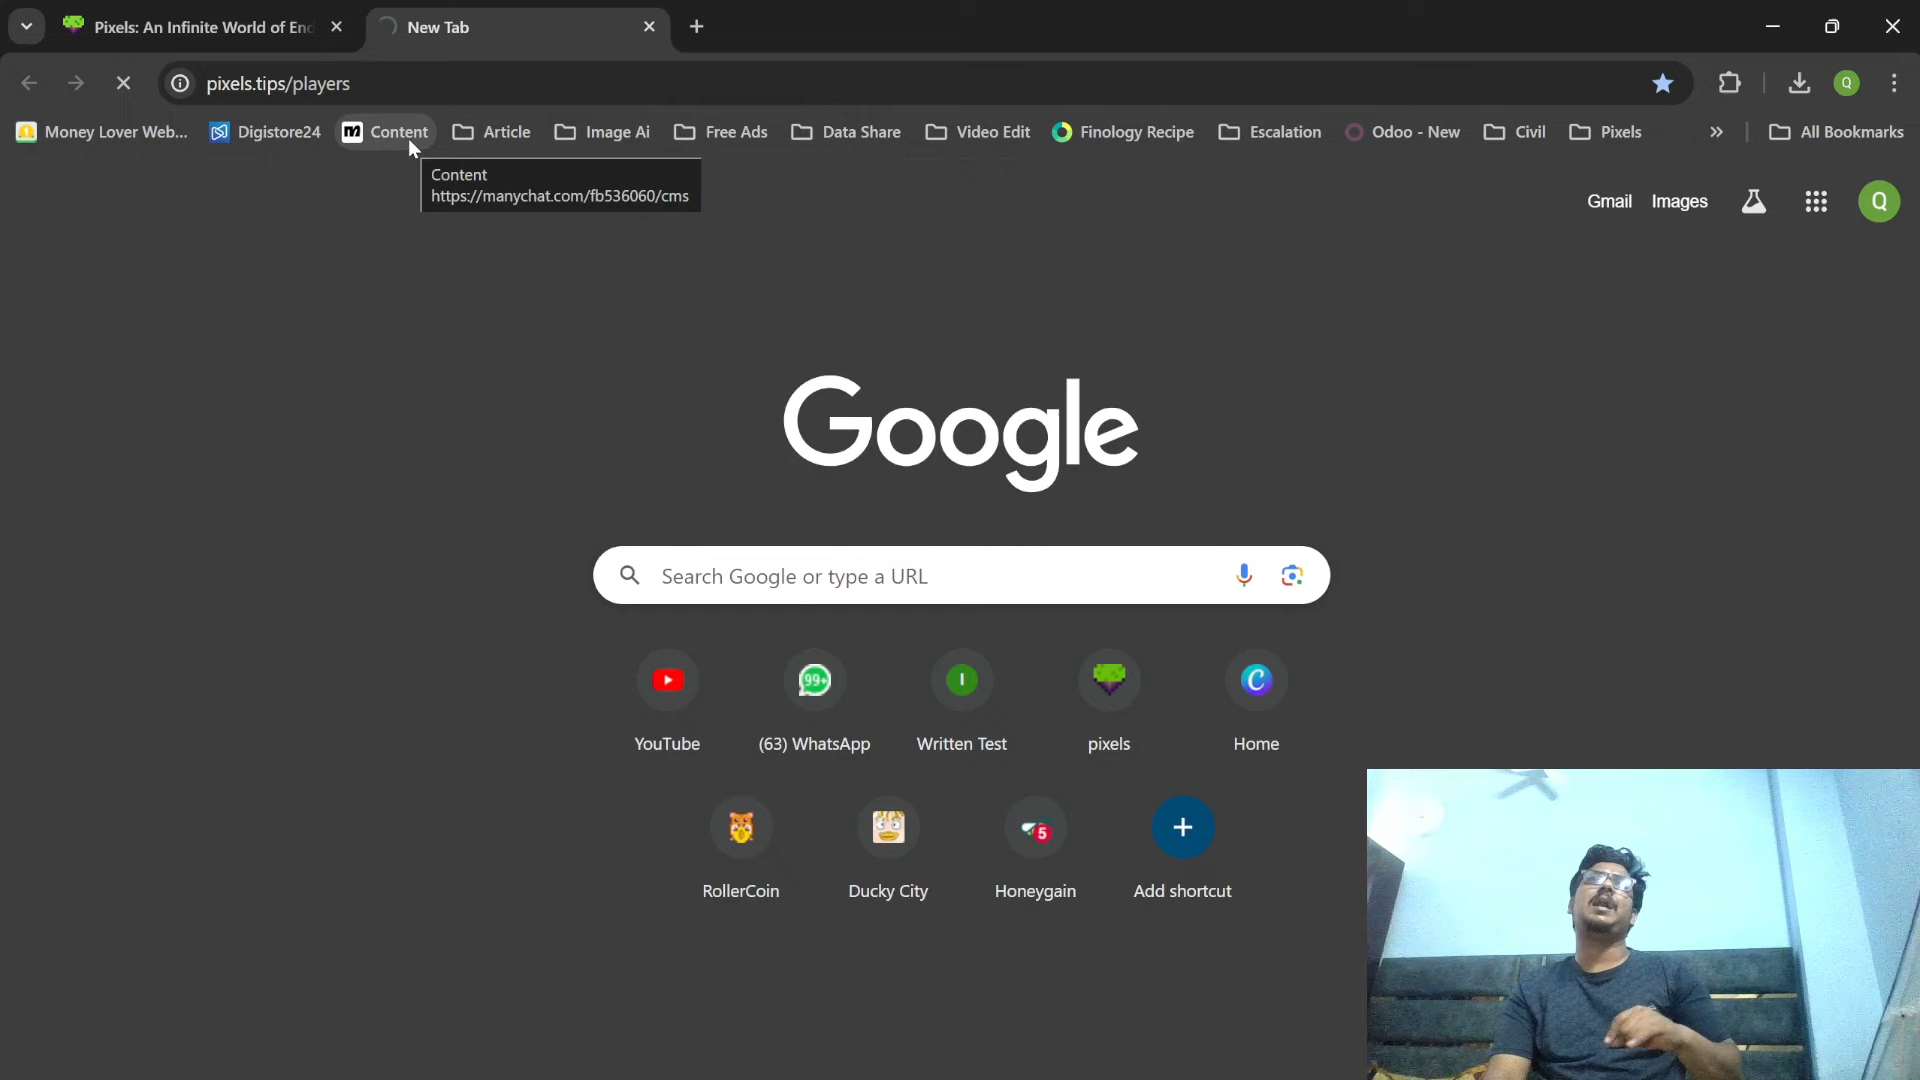 Pixels: An Infinite World of End
New Tab
pixels.tips/players
Q
Money Lover Web...
Digistore24
Content
Article
Image Ai
Free Ads
Data Share
Video Edit
Finology Recipe
Escalation
Odoo - New
Civil
Pixels
»
All Bookmarks
Content
https://manychat.com/fb536060/cms
Gmail
Images
Q
Google
Search Google or type a URL
99+
I
C
YouTube
(63) WhatsApp
Written Test
pixels
Home
5
RollerCoin
Ducky City
Honeygain
Add shortcut